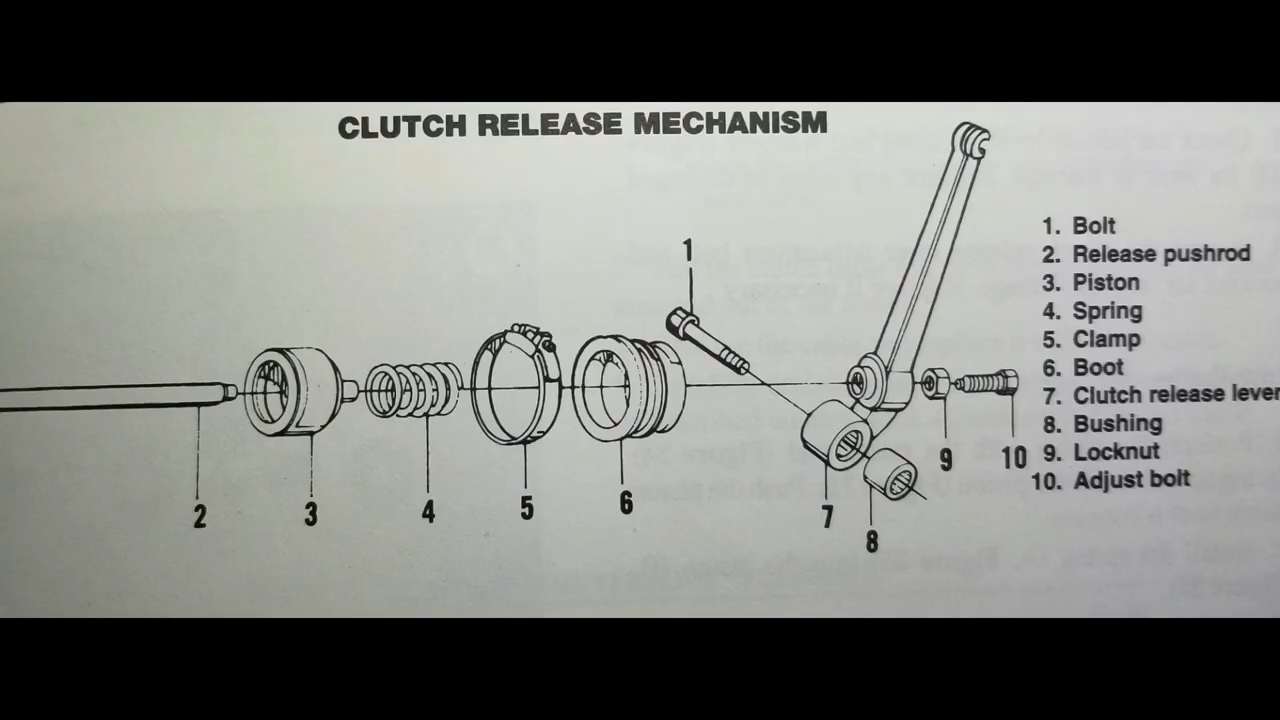 CLUTCH RELEASE MECHANISM
1
2
3
4
5
6
7
8
9
10
1. Bolt
2. Release pushrod
3. Piston
4. Spring
5. Clamp
6. Boot
7. Clutch release lever
8. Bushing
9. Locknut
10. Adjust bolt